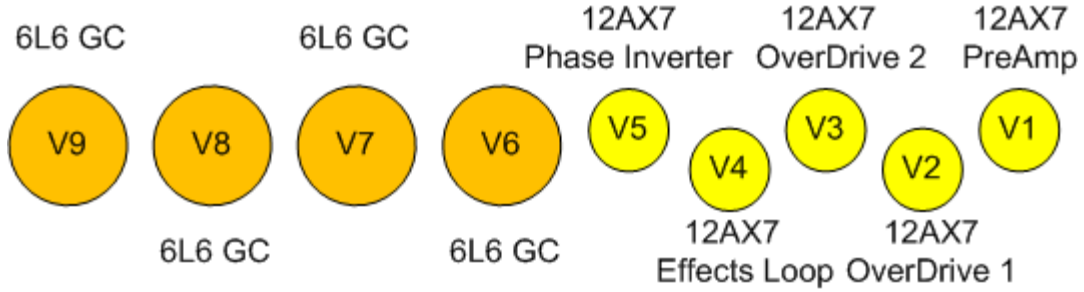 12AX7 12AX7 12AX7
6L6 GC 6L6 GC Phase Inverter OverDrive 2 PreAmp
V9 V8 V7 V6 V5 V4 V3 V2 V1
6L6 GC 6L6 GC 12AX7 12AX7
Effects Loop OverDrive 1